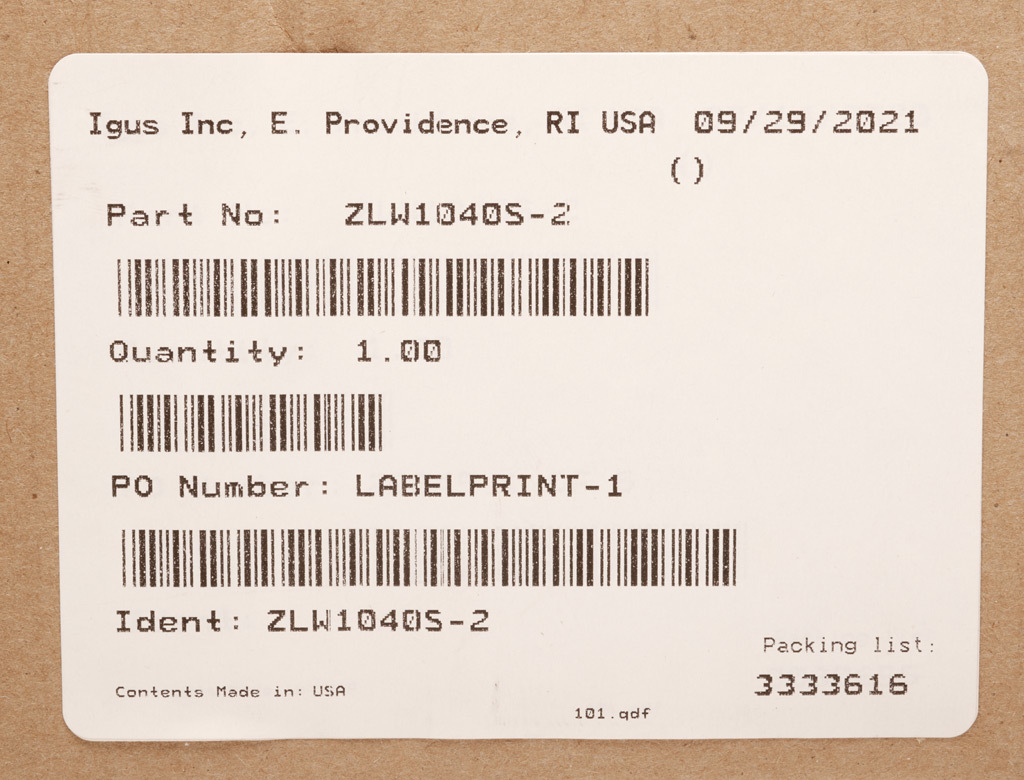 Igus Inc, E. Providence, RI USA 09/29/2021
()
Part No: ZLW1040S-2
Quantity: 1.00
PO Number: LABELPRINT-1
Ident: ZLW1040S-2
Packing list:
3333616
Contents Made in: USA
101.qdf